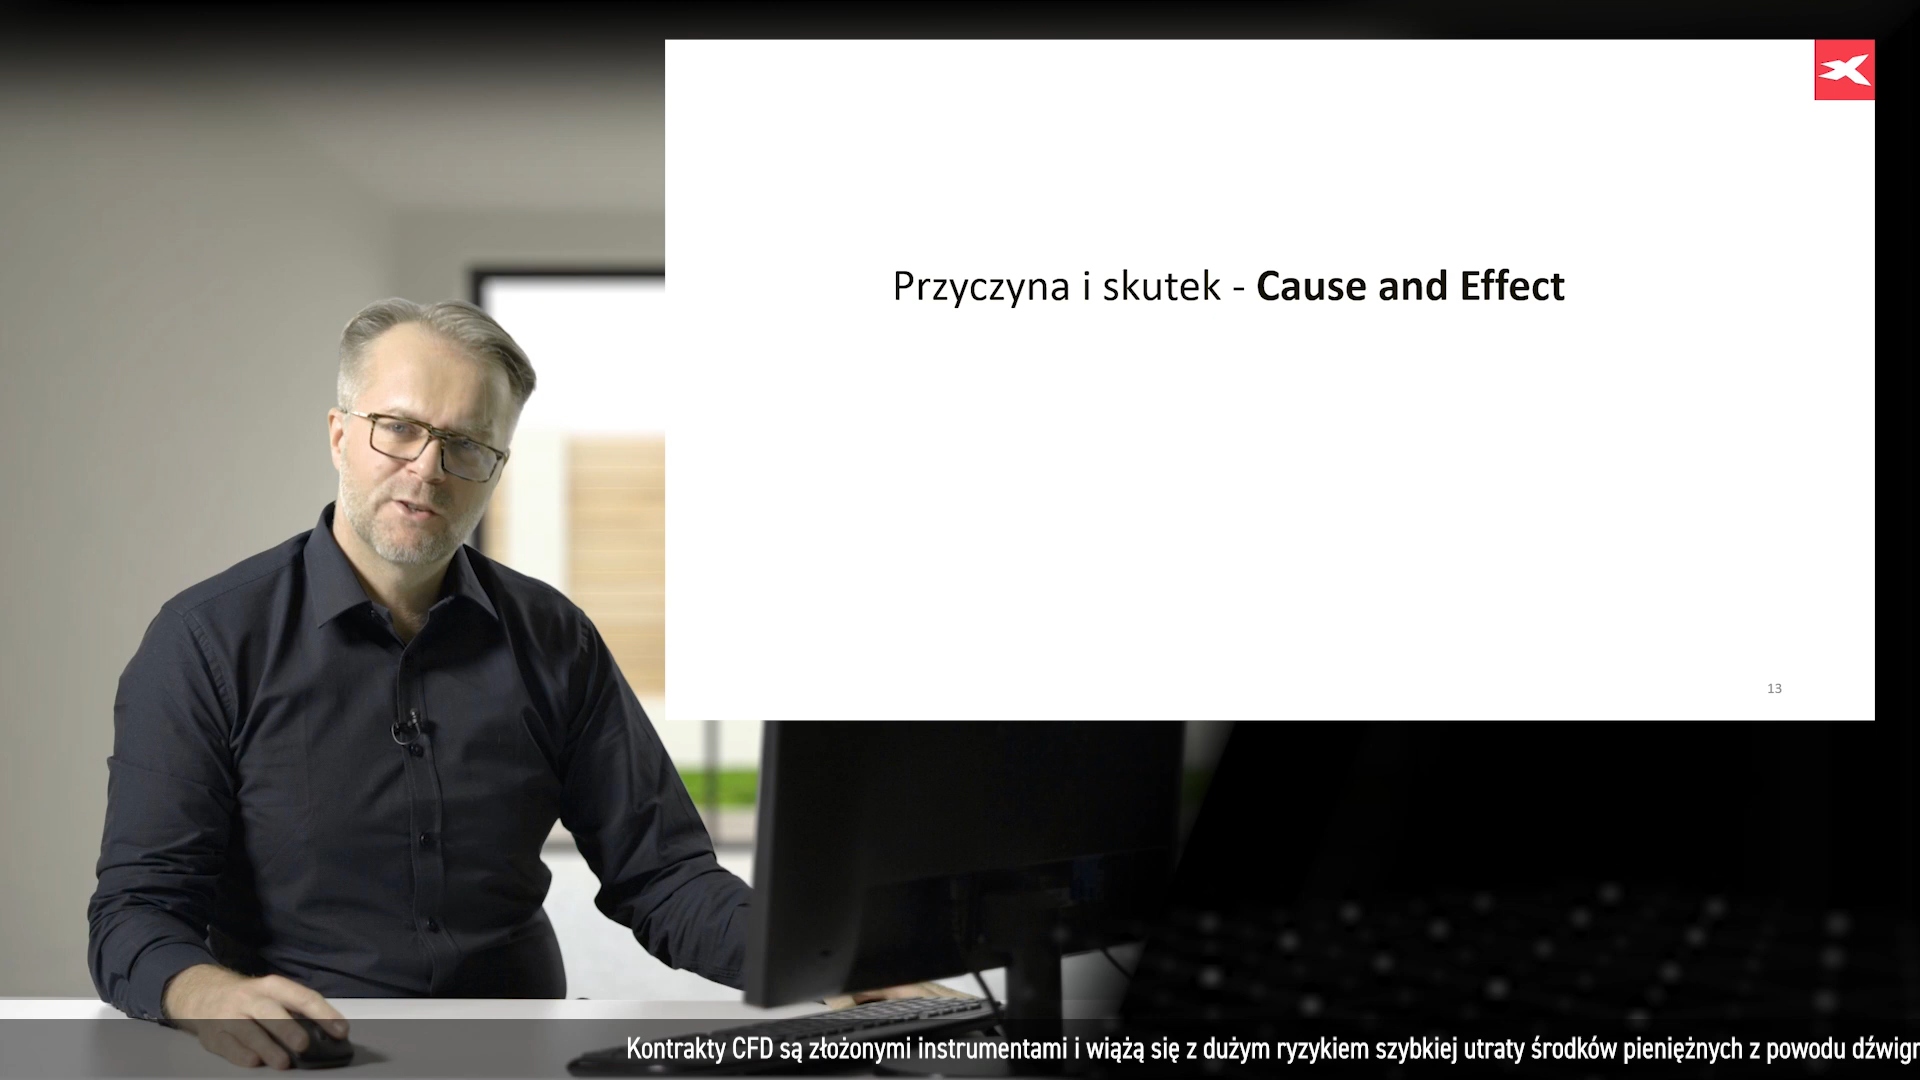 Przyczyna i skutek - Cause and Effect
13
Kontrakty CFD są złożonymi instrumentami i wiążą się z dużym ryzykiem szybkiej utraty środków pieniężnych z powodu